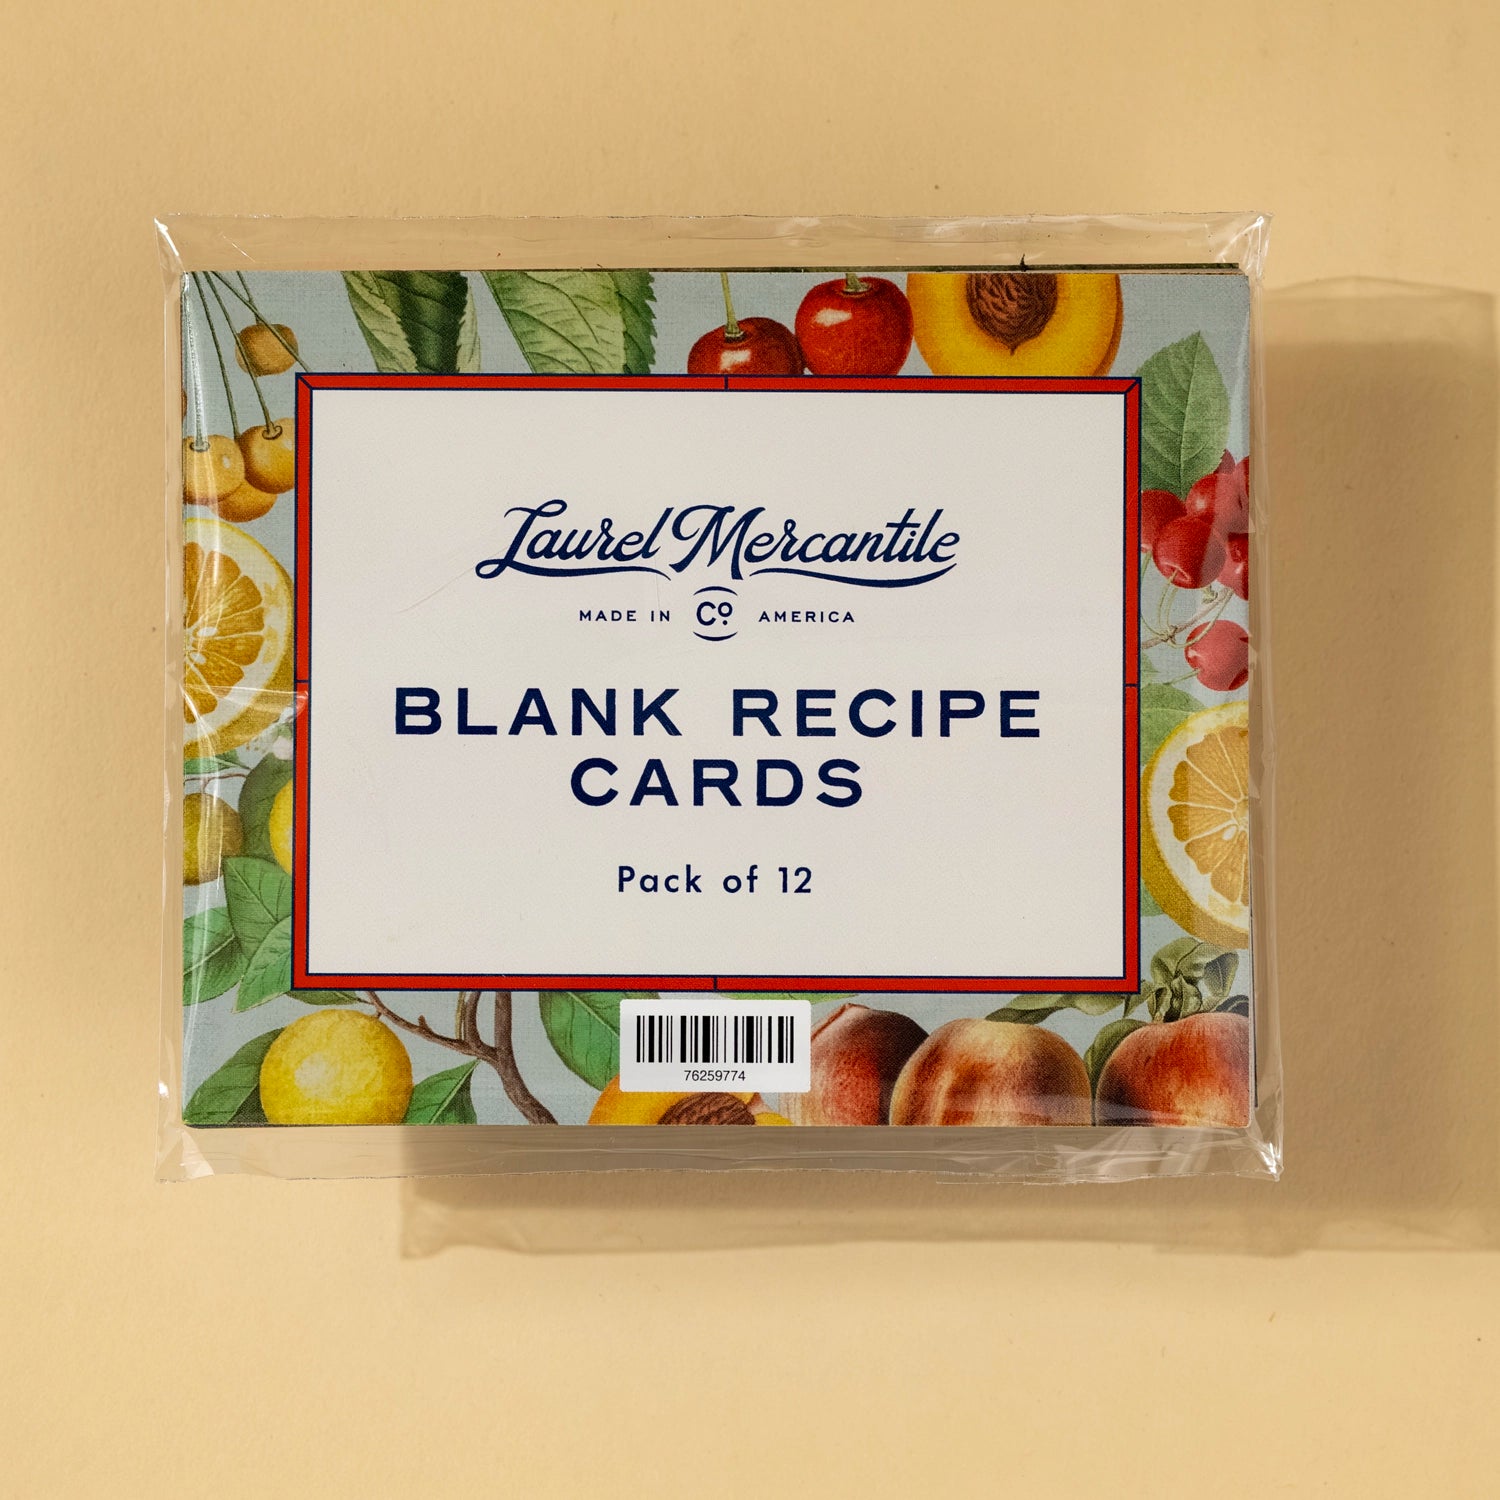 Laurel Mercantile
MADE IN Co. AMERICA
BLANK RECIPE
CARDS
Pack of 12
76259774